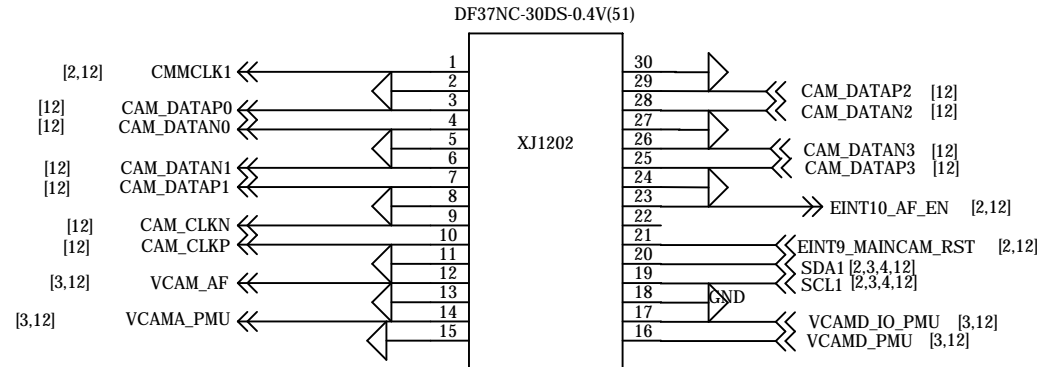 DF37NC-30DS-0.4V(51)
XJ1202
[2,12] CMMCLK1 1
2
[12] CAM_DATAP0 3
[12] CAM_DATAN0 4
5
[12] CAM_DATAN1 6
[12] CAM_DATAP1 7
8
[12] CAM_CLKN 9
[12] CAM_CLKP 10
11
[3,12] VCAM_AF 12
13
[3,12] VCAMA_PMU 14
15
30
29 CAM_DATAP2 [12]
28 CAM_DATAN2 [12]
27
26 CAM_DATAN3 [12]
25 CAM_DATAP3 [12]
24
23 EINT10_AF_EN [2,12]
22
21 EINT9_MAINCAM_RST [2,12]
20 SDA1 [2,3,4,12]
19 SCL1 [2,3,4,12]
18 GND
17 VCAMD_IO_PMU [3,12]
16 VCAMD_PMU [3,12]